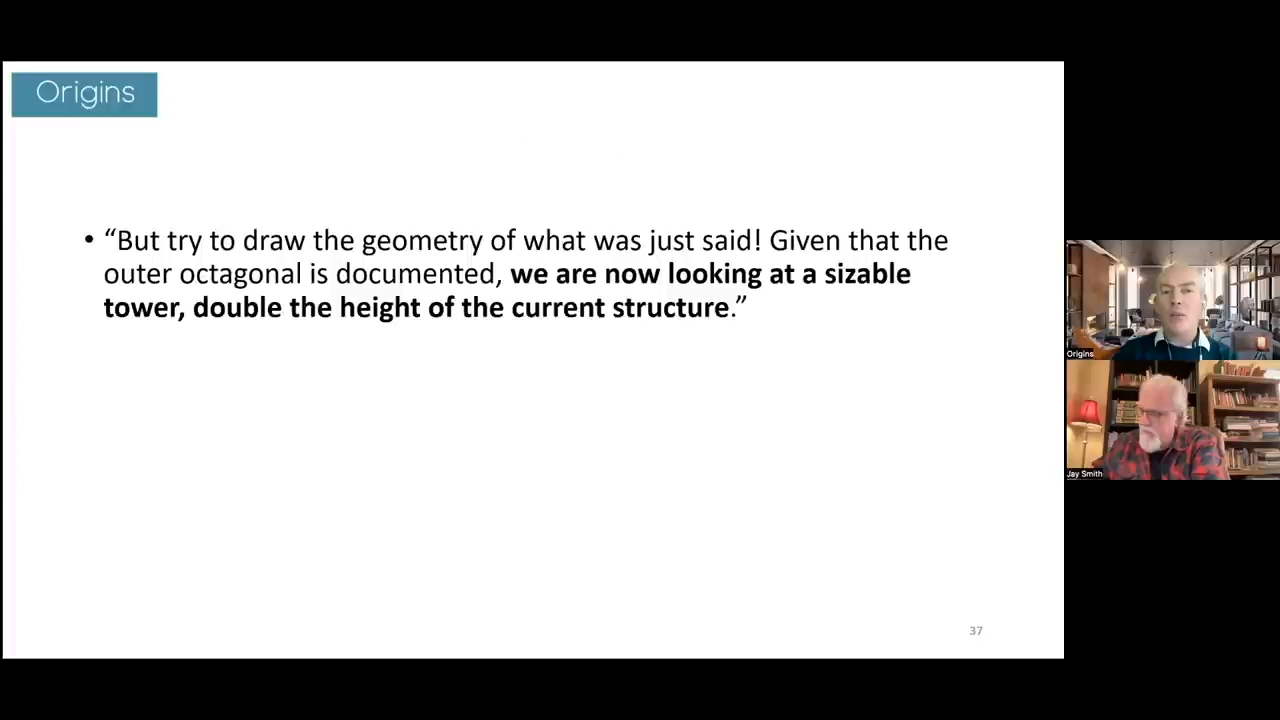 Origins
• “But try to draw the geometry of what was just said! Given that the
outer octagonal is documented, we are now looking at a sizable
tower, double the height of the current structure.”
Origins
Jay Smith
37